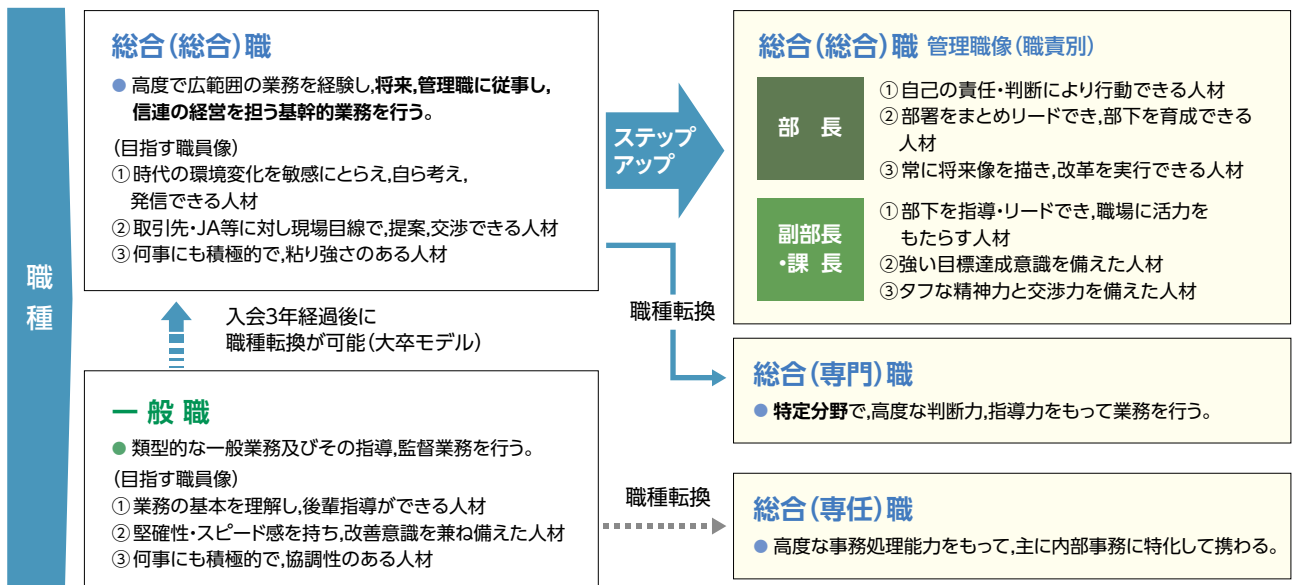 職種
総合(総合)職
● 高度で広範囲の業務を経験し,将来,管理職に従事し,
信連の経営を担う基幹的業務を行う。
(目指す職員像)
①時代の環境変化を敏感にとらえ,自ら考え,
発信できる人材
②取引先・JA等に対し現場目線で,提案,交渉できる人材
③何事にも積極的で,粘り強さのある人材
入会3年経過後に
職種転換が可能(大卒モデル)
一般職
● 類型的な一般業務及びその指導,監督業務を行う。
(目指す職員像)
①業務の基本を理解し,後輩指導ができる人材
②堅確性・スピード感を持ち,改善意識を兼ね備えた人材
③何事にも積極的で,協調性のある人材
ステップ
アップ
職種転換
職種転換
総合(総合)職 管理職像(職責別)
部 長
①自己の責任・判断により行動できる人材
②部署をまとめリードでき,部下を育成できる
人材
③常に将来像を描き,改革を実行できる人材
副部長
・課 長
①部下を指導・リードでき,職場に活力を
もたらす人材
②強い目標達成意識を備えた人材
③タフな精神力と交渉力を備えた人材
総合(専門)職
● 特定分野で,高度な判断力,指導力をもって業務を行う。
総合(専任)職
● 高度な事務処理能力をもって,主に内部事務に特化して携わる。